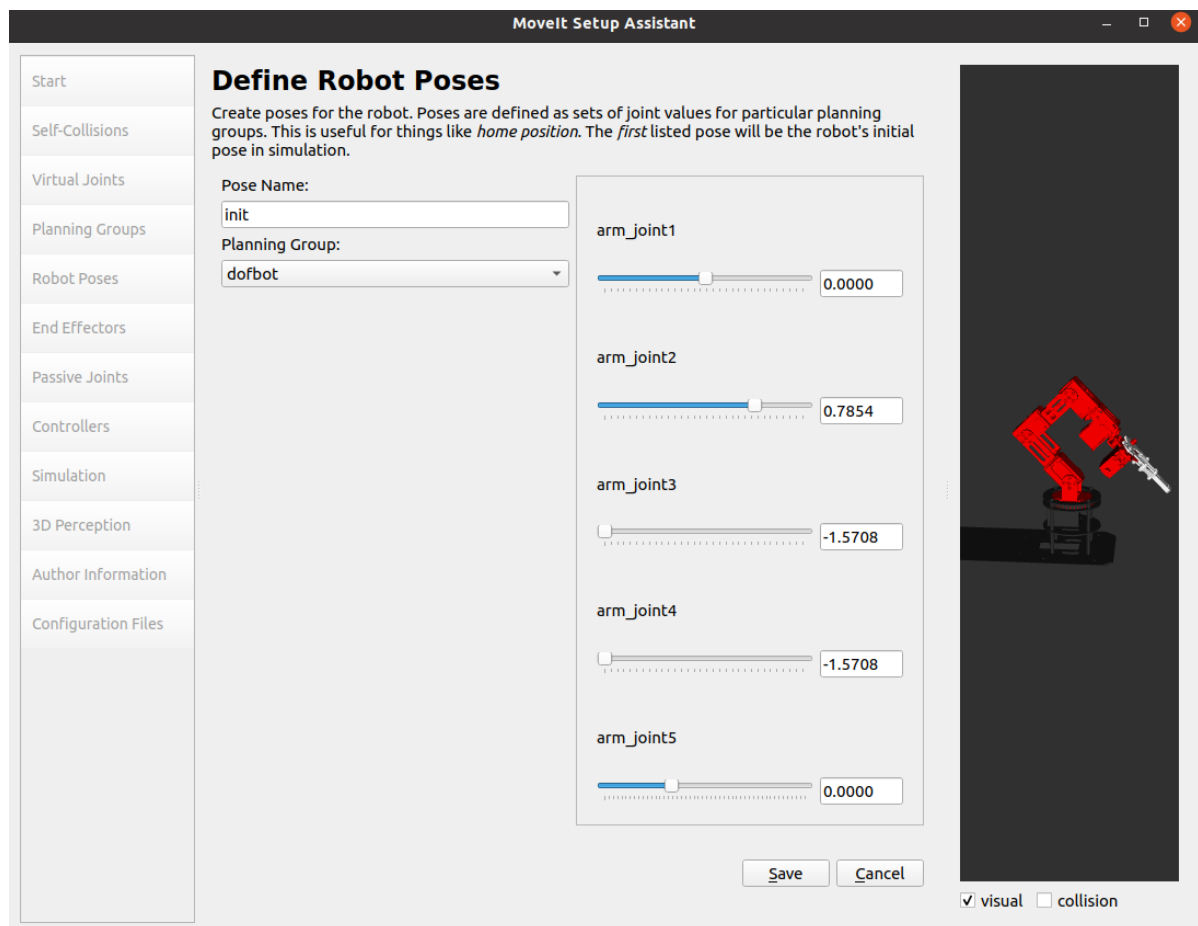 MoveIt Setup Assistant
Start
Self-Collisions
Virtual Joints
Planning Groups
Robot Poses
End Effectors
Passive Joints
Controllers
Simulation
3D Perception
Author Information
Configuration Files
Define Robot Poses
Create poses for the robot. Poses are defined as sets of joint values for particular planning
groups. This is useful for things like home position. The first listed pose will be the robot's initial
pose in simulation.
Pose Name:
init
Planning Group:
dofbot
arm_joint1
0.0000
arm_joint2
0.7854
arm_joint3
-1.5708
arm_joint4
-1.5708
arm_joint5
0.0000
Save
Cancel
visual
collision